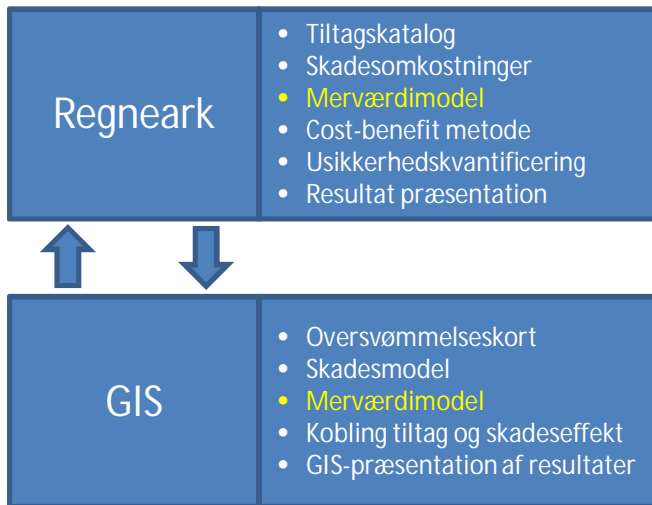 Regneark
• Tiltagskatalog
• Skadesomkostninger
• Merværdimodel
• Cost-benefit metode
• Usikkerhedskvantificering
• Resultat præsentation
GIS
• Oversvømmelseskort
• Skadesmodel
• Merværdimodel
• Kobling tiltag og skadeseffekt
• GIS-præsentation af resultater